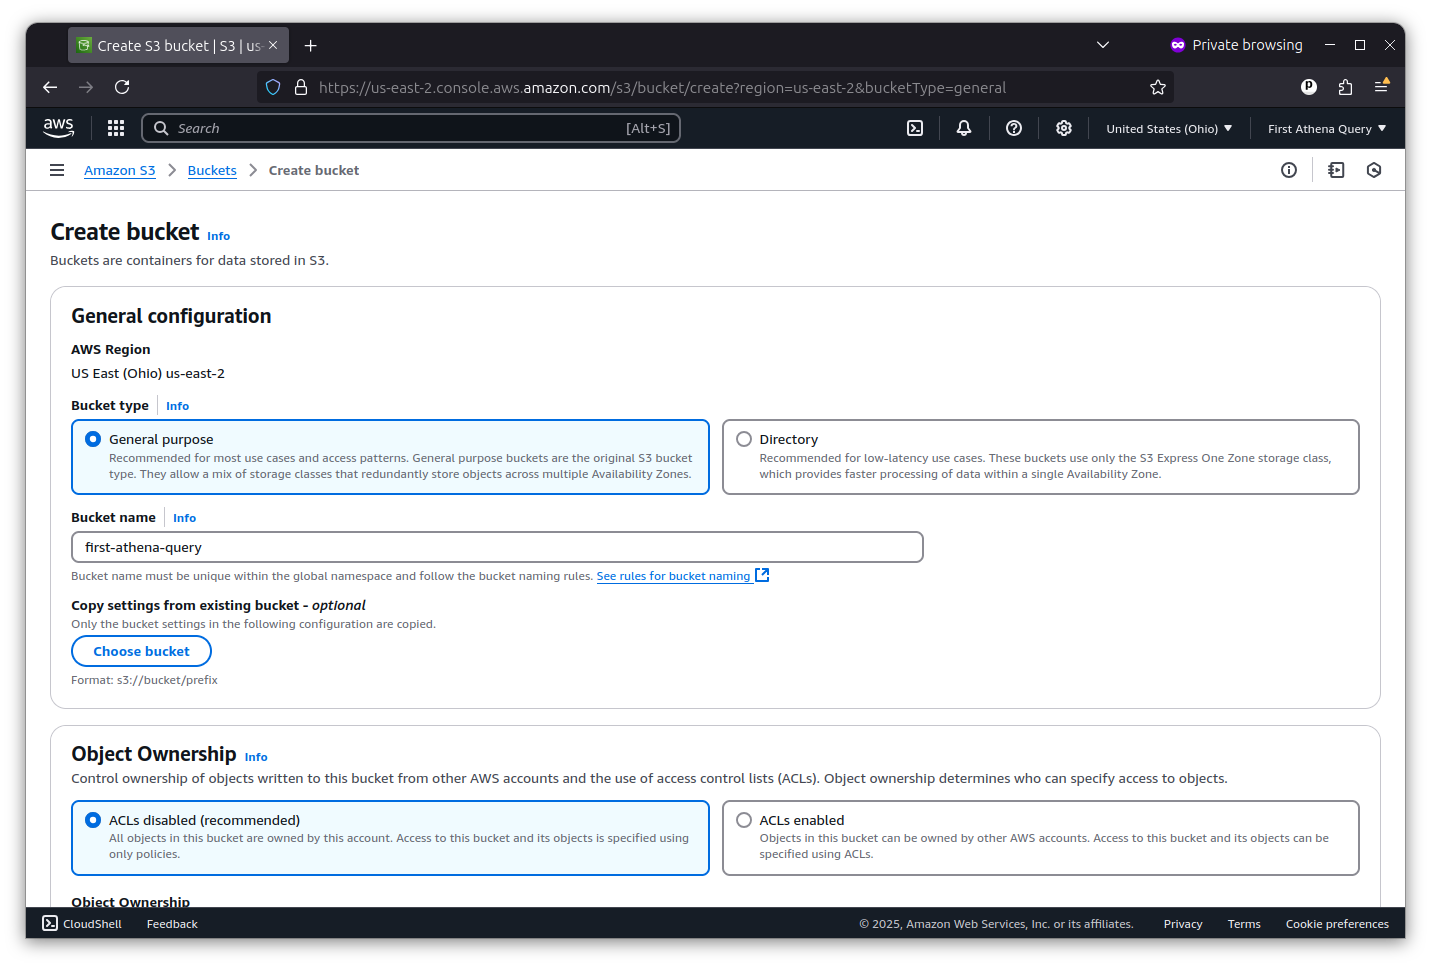 Create S3 bucket | S3 | us-
Private browsing
https://us-east-2.console.aws.amazon.com/s3/bucket/create?region=us-east-2&bucketType=general
aws
Search
[Alt+S]
United States (Ohio)
First Athena Query
Amazon S3
Buckets
Create bucket
Create bucket Info
Buckets are containers for data stored in S3.
General configuration
AWS Region
US East (Ohio) us-east-2
Bucket type Info
General purpose
Recommended for most use cases and access patterns. General purpose buckets are the original S3 bucket
type. They allow a mix of storage classes that redundantly store objects across multiple Availability Zones.
Directory
Recommended for low-latency use cases. These buckets use only the S3 Express One Zone storage class,
which provides faster processing of data within a single Availability Zone.
Bucket name Info
first-athena-query
Bucket name must be unique within the global namespace and follow the bucket naming rules. See rules for bucket naming
Copy settings from existing bucket - optional
Only the bucket settings in the following configuration are copied.
Choose bucket
Format: s3://bucket/prefix
Object Ownership Info
Control ownership of objects written to this bucket from other AWS accounts and the use of access control lists (ACLs). Object ownership determines who can specify access to objects.
ACLs disabled (recommended)
All objects in this bucket are owned by this account. Access to this bucket and its objects is specified using
only policies.
ACLs enabled
Objects in this bucket can be owned by other AWS accounts. Access to this bucket and its objects can be
specified using ACLs.
Object Ownership
CloudShell
Feedback
© 2025, Amazon Web Services, Inc. or its affiliates.
Privacy
Terms
Cookie preferences